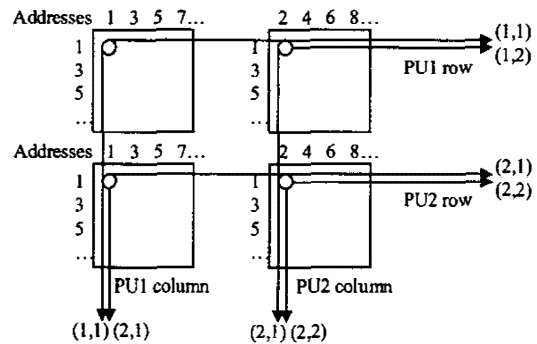 Addresses 1 3 5 7... 2 4 6 8...
1 1 (1,1)
(1,2)
3 3 PU1 row
5 5
... ...
Addresses 1 3 5 7... 2 4 6 8...
1 1 (2,1)
(2,2)
3 3 PU2 row
5 5
... ...
PU1 column PU2 column
(1,1) (2,1) (2,1) (2,2)